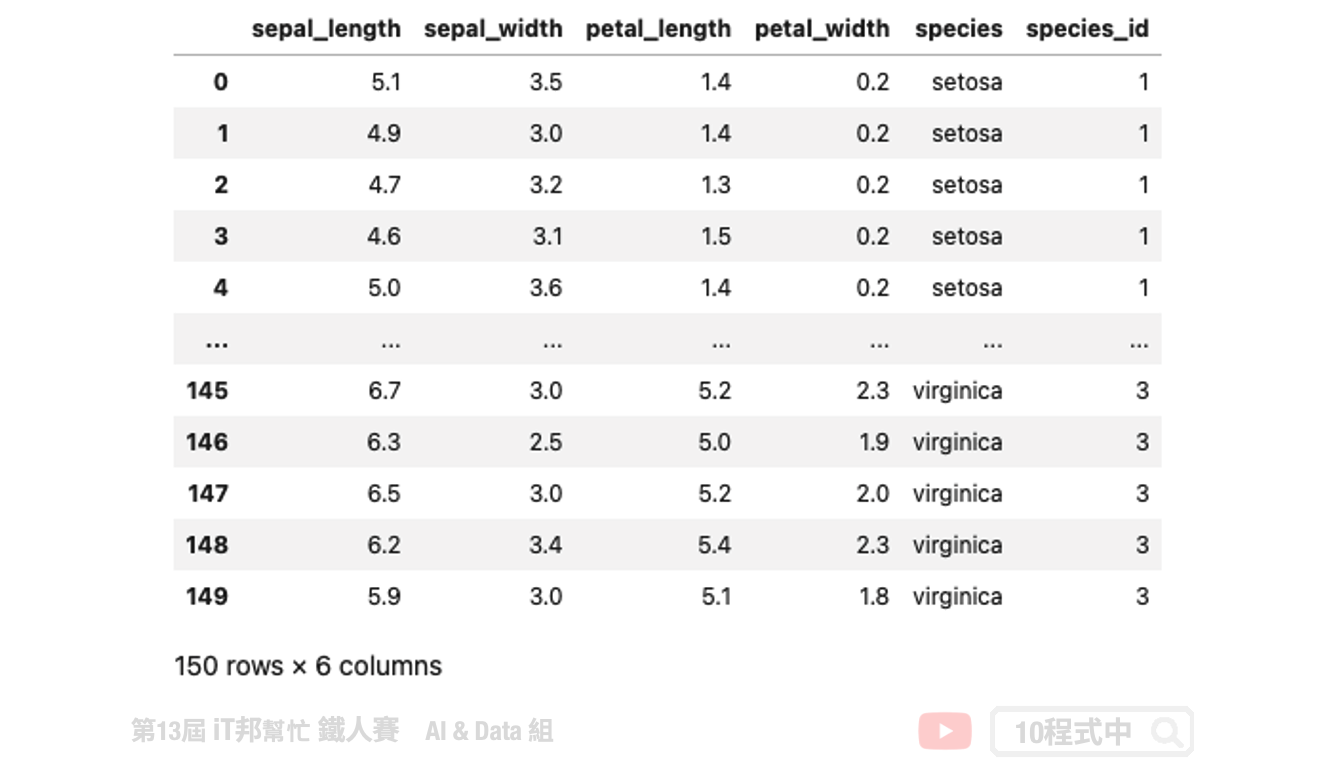 sepal_length sepal_width petal_length petal_width species species_id
0 5.1 3.5 1.4 0.2 setosa 1
1 4.9 3.0 1.4 0.2 setosa 1
2 4.7 3.2 1.3 0.2 setosa 1
3 4.6 3.1 1.5 0.2 setosa 1
4 5.0 3.6 1.4 0.2 setosa 1
... ... ... ... ... ... ...
145 6.7 3.0 5.2 2.3 virginica 3
146 6.3 2.5 5.0 1.9 virginica 3
147 6.5 3.0 5.2 2.0 virginica 3
148 6.2 3.4 5.4 2.3 virginica 3
149 5.9 3.0 5.1 1.8 virginica 3
150 rows × 6 columns
第13屆 iT邦幫忙 鐵人賽 AI & Data 組 10程式中